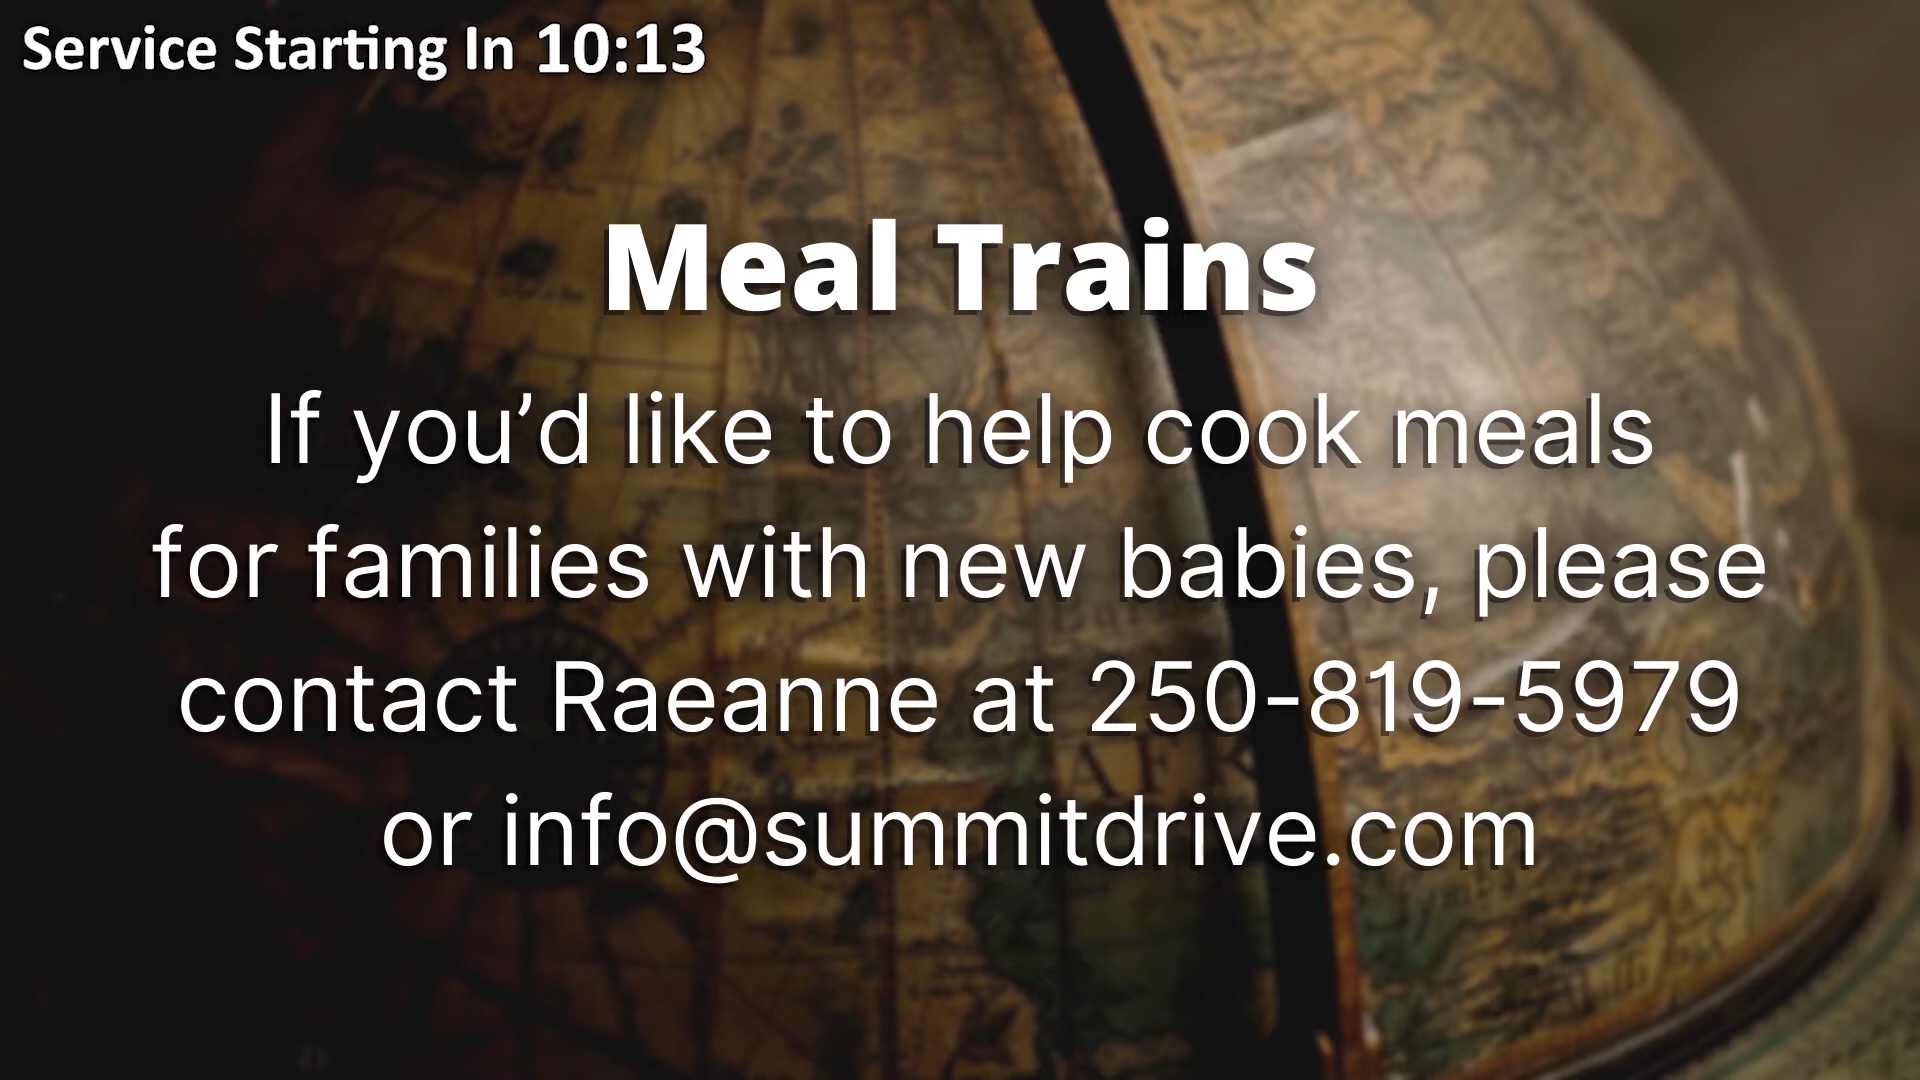 Service Starting In 10:13
Meal Trains
If you’d like to help cook meals
for families with new babies, please
contact Raeanne at 250-819-5979
or info@summitdrive.com